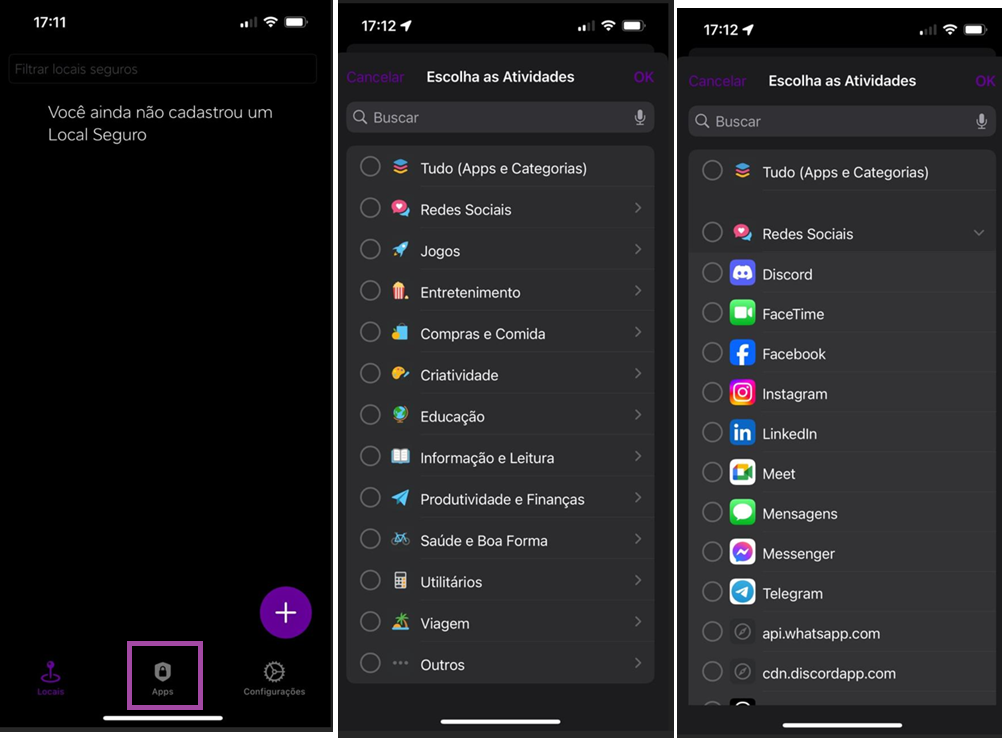 17:11
Filtrar locais seguros
Você ainda não cadastrou um
Local Seguro
Locais
Apps
Configurações
17:12
Cancelar
Escolha as Atividades
OK
Buscar
Tudo (Apps e Categorias)
Redes Sociais
Jogos
Entretenimento
Compras e Comida
Criatividade
Educação
Informação e Leitura
Produtividade e Finanças
Saúde e Boa Forma
Utilitários
Viagem
Outros
17:12
Cancelar
Escolha as Atividades
OK
Buscar
Tudo (Apps e Categorias)
Redes Sociais
Discord
FaceTime
Facebook
Instagram
LinkedIn
Meet
Mensagens
Messenger
Telegram
api.whatsapp.com
cdn.discordapp.com